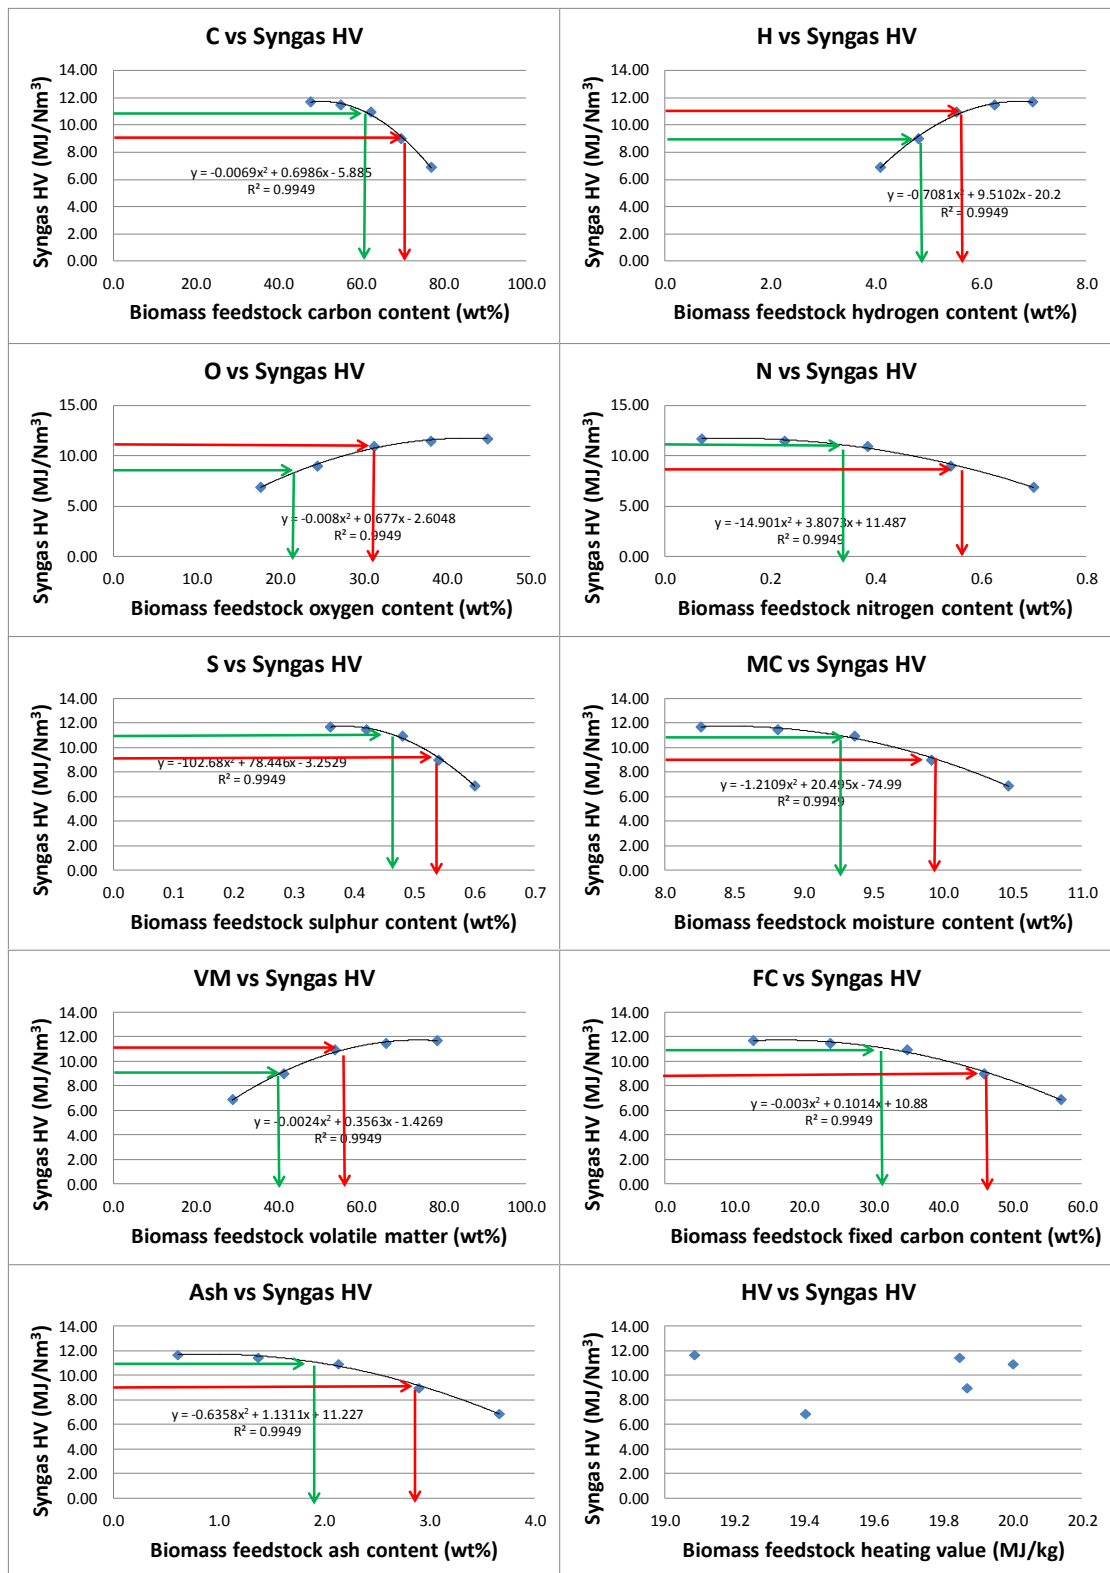 C vs Syngas HV
Syngas HV (MJ/Nm³)
14.00
12.00
10.00
8.00
6.00
4.00
2.00
0.00
y = -0.0069x² + 0.6986x - 5.885
R² = 0.9949
0.0 20.0 40.0 60.0 80.0 100.0
Biomass feedstock carbon content (wt%)
H vs Syngas HV
Syngas HV (MJ/Nm³)
14.00
12.00
10.00
8.00
6.00
4.00
2.00
0.00
y = -0.7081x² + 9.5102x - 20.2
R² = 0.9949
0.0 2.0 4.0 6.0 8.0
Biomass feedstock hydrogen content (wt%)
O vs Syngas HV
Syngas HV (MJ/Nm³)
15.00
10.00
5.00
0.00
y = -0.008x² + 0.677x - 2.6048
R² = 0.9949
0.0 10.0 20.0 30.0 40.0 50.0
Biomass feedstock oxygen content (wt%)
N vs Syngas HV
Syngas HV (MJ/Nm³)
15.00
10.00
5.00
0.00
y = -14.901x² + 3.8073x + 11.487
R² = 0.9949
0.0 0.2 0.4 0.6 0.8
Biomass feedstock nitrogen content (wt%)
S vs Syngas HV
Syngas HV (MJ/Nm³)
14.00
12.00
10.00
8.00
6.00
4.00
2.00
0.00
y = -102.68x² + 78.446x - 3.2529
R² = 0.9949
0.0 0.1 0.2 0.3 0.4 0.5 0.6 0.7
Biomass feedstock sulphur content (wt%)
MC vs Syngas HV
Syngas HV (MJ/Nm³)
14.00
12.00
10.00
8.00
6.00
4.00
2.00
0.00
y = -1.2109x² + 20.495x - 74.99
R² = 0.9949
8.0 8.5 9.0 9.5 10.0 10.5 11.0
Biomass feedstock moisture content (wt%)
VM vs Syngas HV
Syngas HV (MJ/Nm³)
14.00
12.00
10.00
8.00
6.00
4.00
2.00
0.00
y = -0.0024x² + 0.3563x - 1.4269
R² = 0.9949
0.0 20.0 40.0 60.0 80.0 100.0
Biomass feedstock volatile matter (wt%)
FC vs Syngas HV
Syngas HV (MJ/Nm³)
14.00
12.00
10.00
8.00
6.00
4.00
2.00
0.00
y = -0.003x² + 0.1014x + 10.88
R² = 0.9949
0.0 10.0 20.0 30.0 40.0 50.0 60.0
Biomass feedstock fixed carbon content (wt%)
Ash vs Syngas HV
Syngas HV (MJ/Nm³)
14.00
12.00
10.00
8.00
6.00
4.00
2.00
0.00
y = -0.6358x² + 1.1311x + 11.227
R² = 0.9949
0.0 2.0 3.0 4.0
Biomass feedstock ash content (wt%)
HV vs Syngas HV
Syngas HV (MJ/Nm³)
14.00
12.00
10.00
8.00
6.00
4.00
2.00
0.00
19.0 19.2 19.4 19.6 19.8 20.0 20.2
Biomass feedstock heating value (MJ/kg)